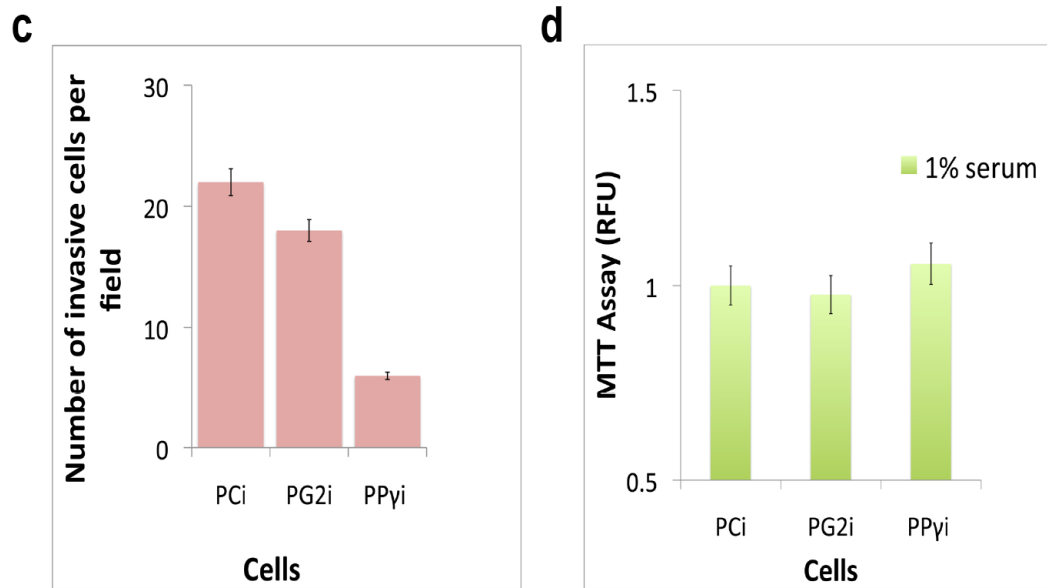 c
Number of invasive cells per
field
30
20
10
0
PCi
PG2i
PPγi
Cells
d
MTT Assay (RFU)
1.5
1
0.5
1% serum
PCi
PG2i
PPγi
Cells